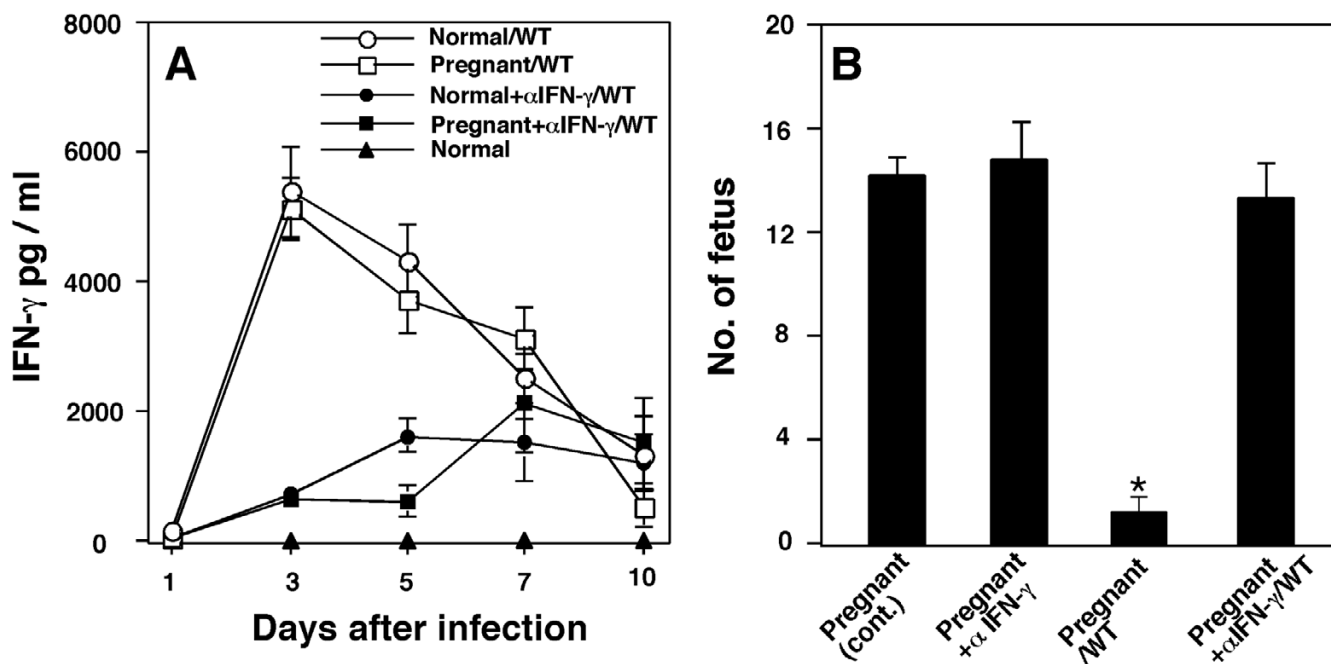 A
Normal/WT
Pregnant/WT
Normal+αIFN-γ/WT
Pregnant+αIFN-γ/WT
Normal
8000
6000
4000
2000
0
IFN-γ pg / ml
1 3 5 7 10
Days after infection
B
20
16
12
8
4
0
No. of fetus
*
Pregnant
(cont.)
Pregnant
+α IFN-γ
Pregnant
/WT
Pregnant
+αIFN-γ/WT